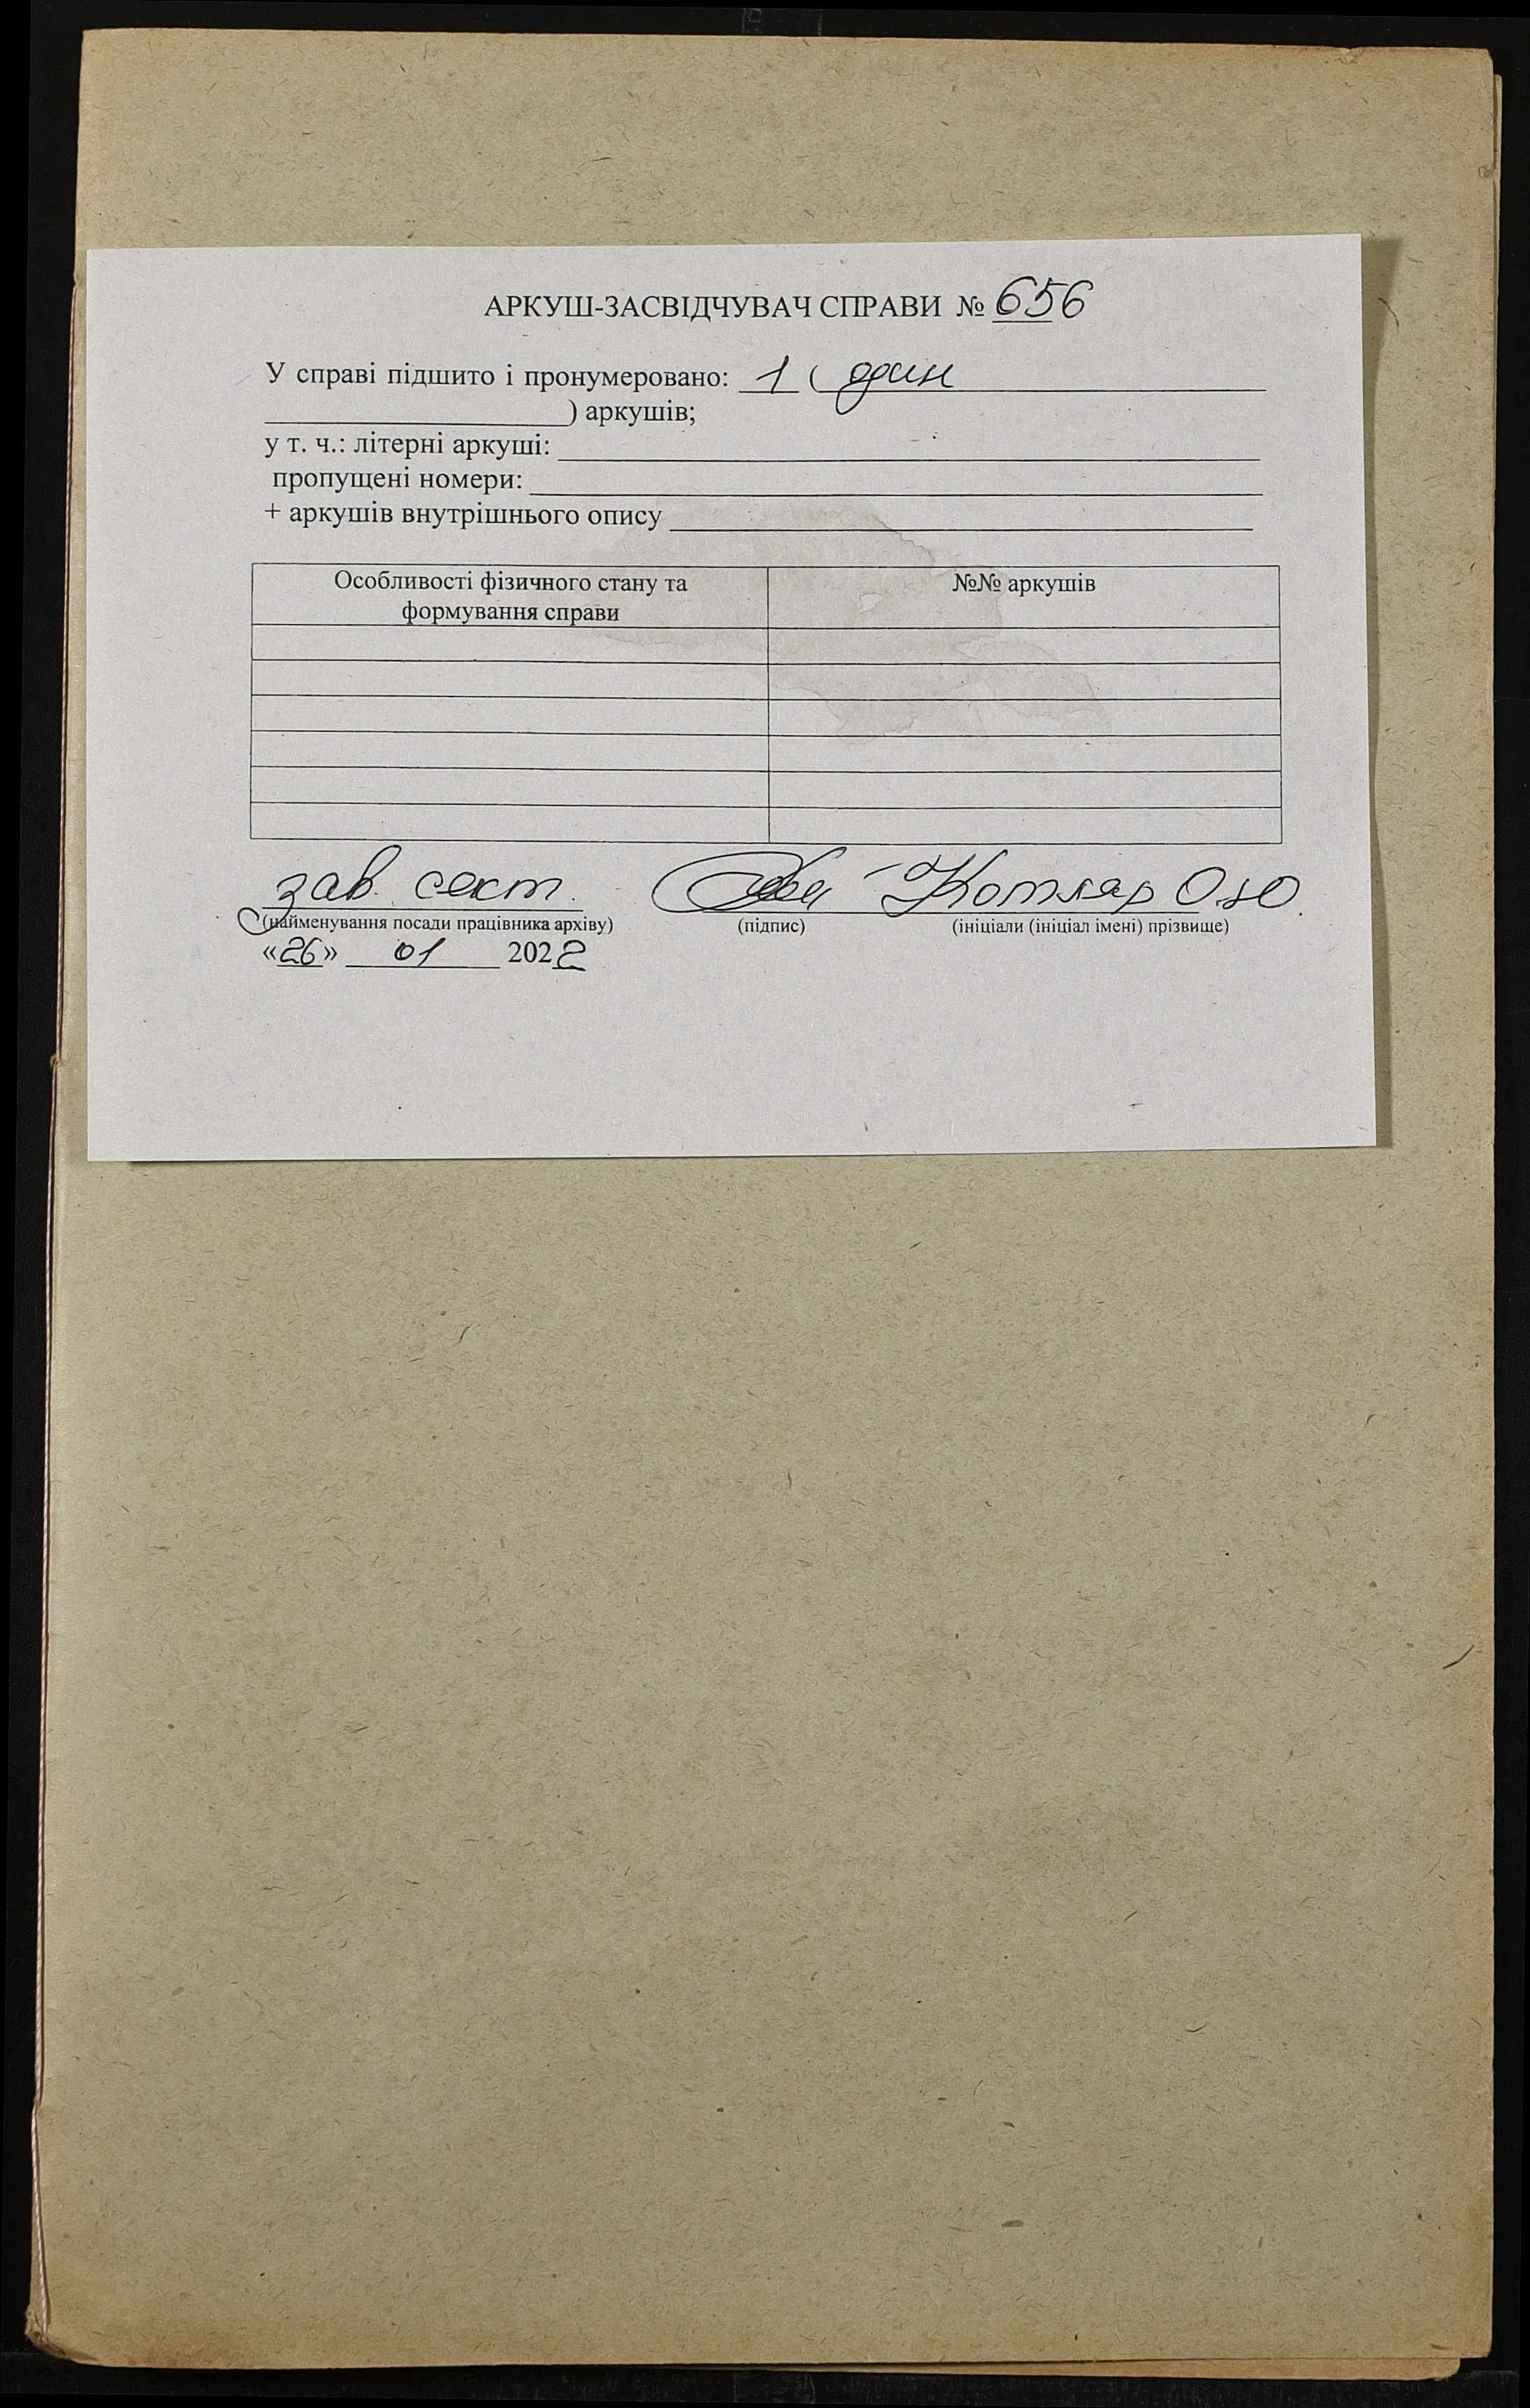 АРКУШ-ЗАСВІДЧУВАЧ СПРАВИ № 656
У справі підшито і пронумеровано: 1 ( один
) аркушів;
у т. ч.: літерні аркуші:
пропущені номери:
+ аркушів внутрішнього опису
Особливості фізичного стану та формування справи №№ аркушів
зав. сект. Котляр О.Ю.
(найменування посади працівника архіву) (підпис) (ініціали (ініціал імені) прізвище)
«26» 01 2022